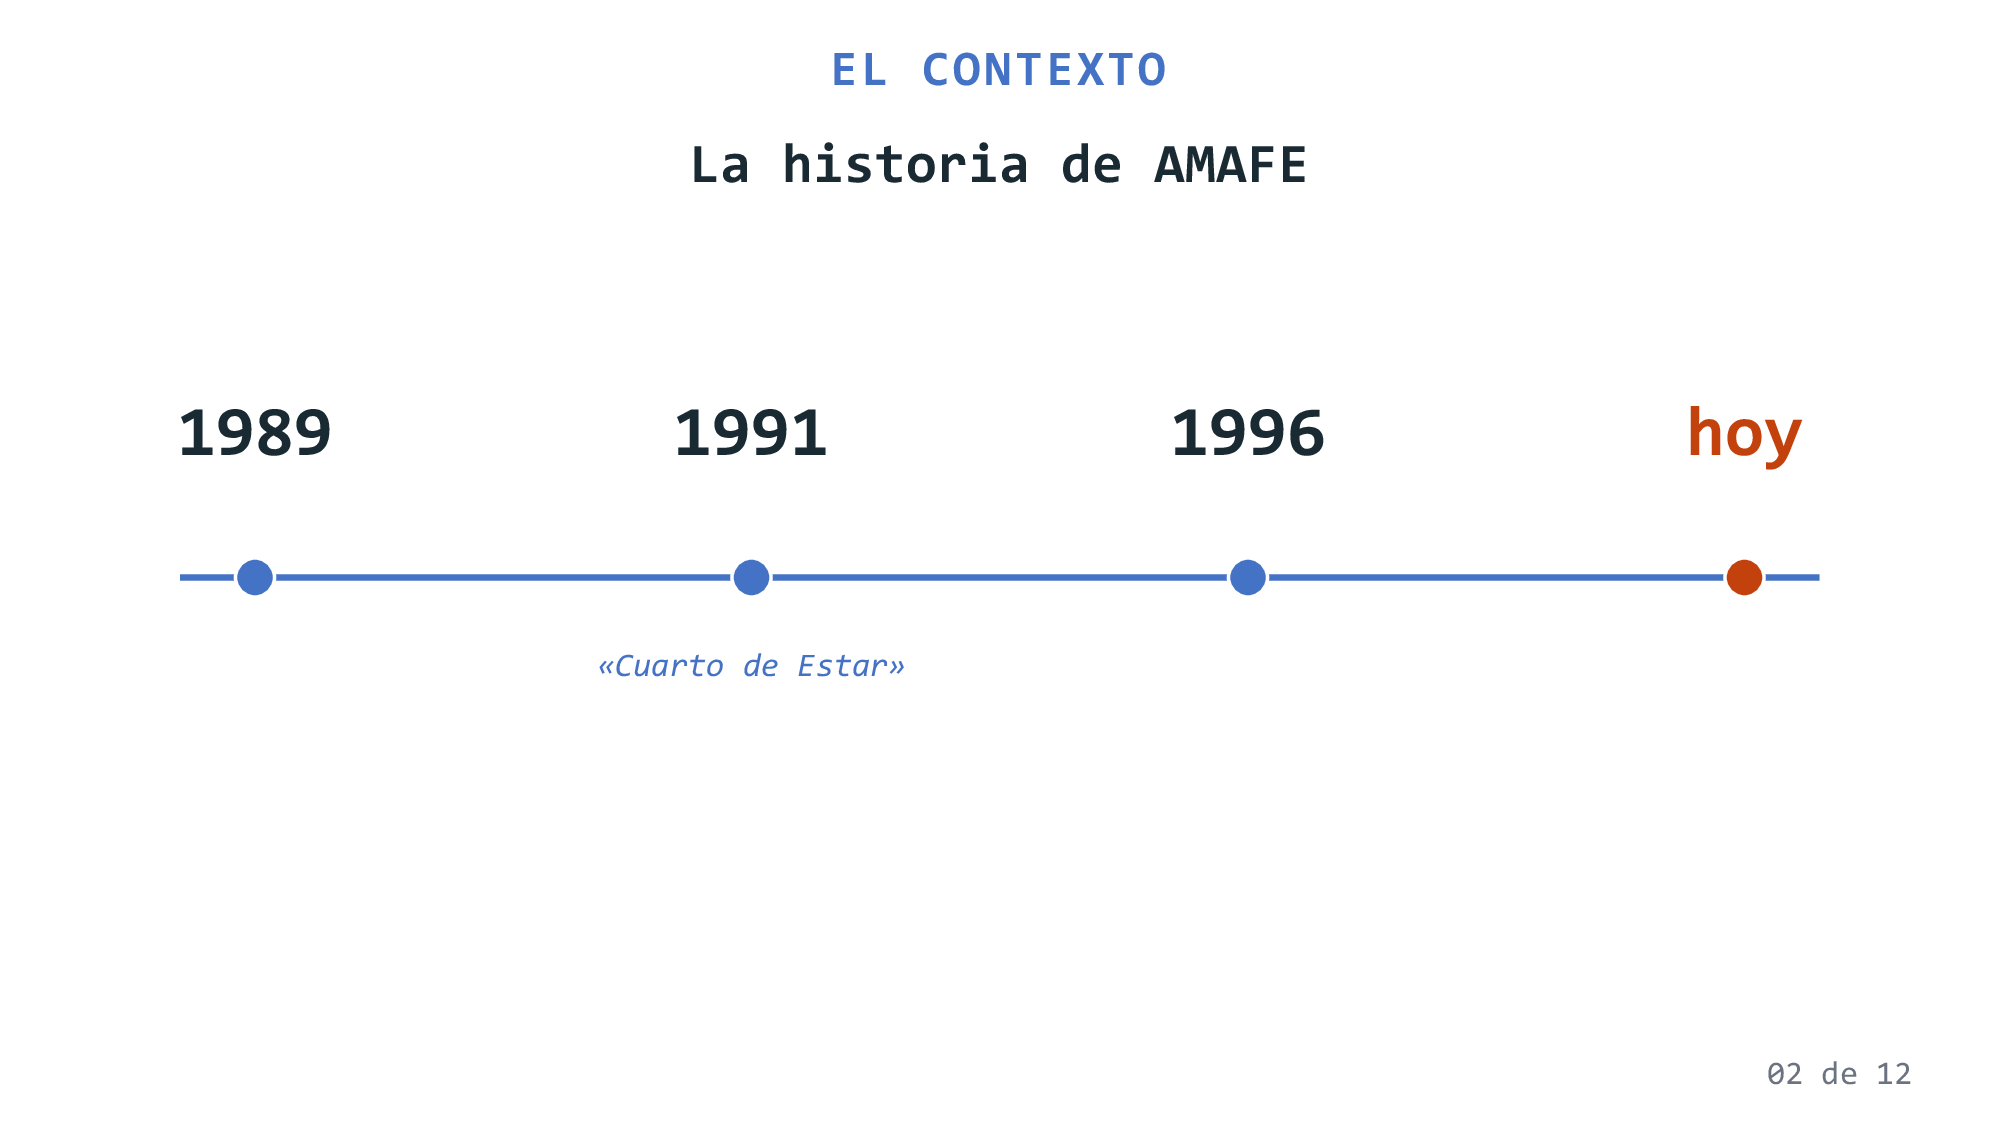 EL CONTEXTO
La historia de AMAFE
1989 1991 1996 hoy
«Cuarto de Estar»
02 de 12